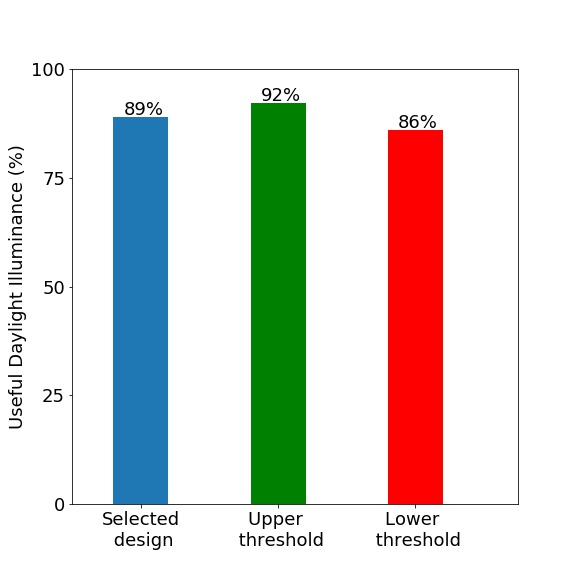 100
75
50
25
0
Useful Daylight Illuminance (%)
89%
92%
86%
Selected
design
Upper
threshold
Lower
threshold